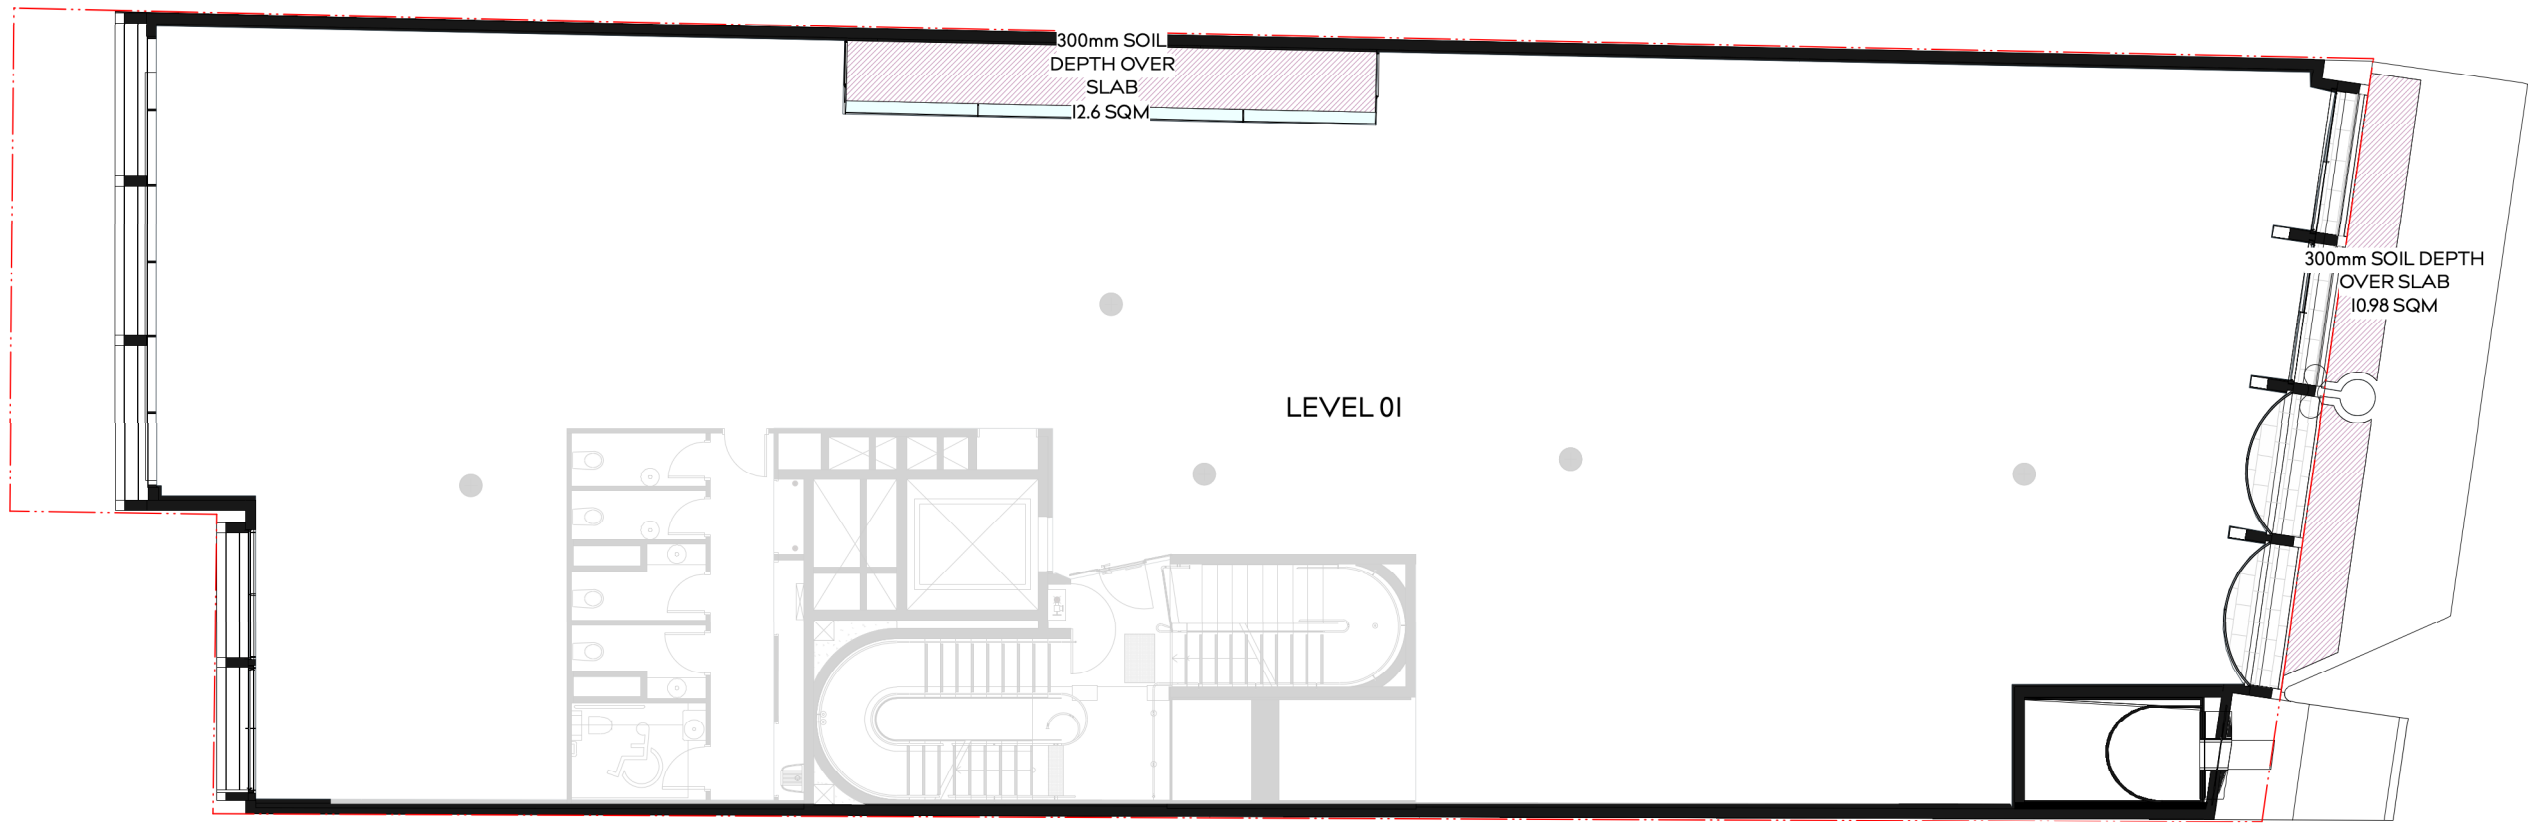 300mm SOIL
DEPTH OVER
SLAB
12.6 SQM
300mm SOIL DEPTH
OVER SLAB
10.98 SQM
LEVEL 01